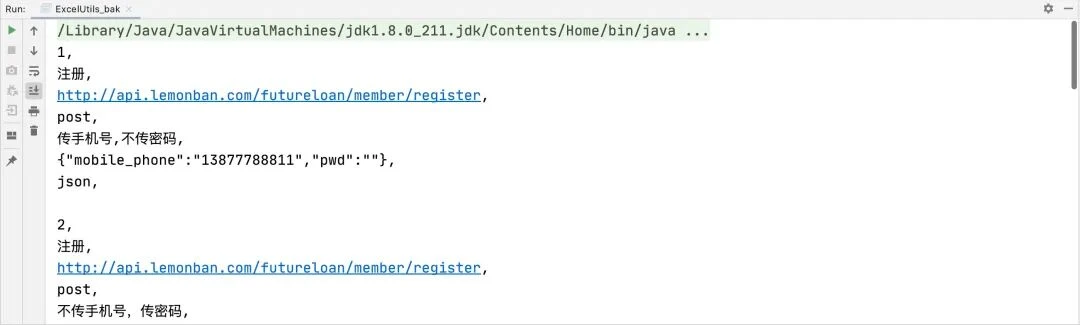 Run: ExcelUtils_bak
/Library/Java/JavaVirtualMachines/jdk1.8.0_211.jdk/Contents/Home/bin/java ...
1,
注册,
http://api.lemonban.com/futureloan/member/register,
post,
传手机号,不传密码,
{"mobile_phone":"13877788811","pwd":""},
json,
2,
注册,
http://api.lemonban.com/futureloan/member/register,
post,
不传手机号，传密码,